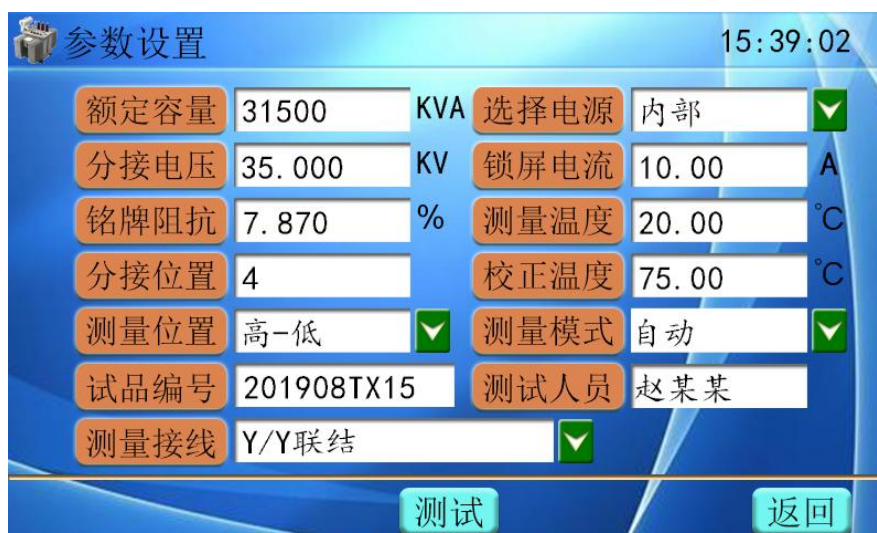 参数设置 15:39:02
额定容量 31500 KVA 选择电源 内部
分接电压 35.000 KV 锁屏电流 10.00 A
铭牌阻抗 7.870 % 测量温度 20.00 ℃
分接位置 4 校正温度 75.00 ℃
测量位置 高-低 测量模式 自动
试品编号 201908TX15 测试人员 赵某某
测量接线 Y/Y联结
测试 返回